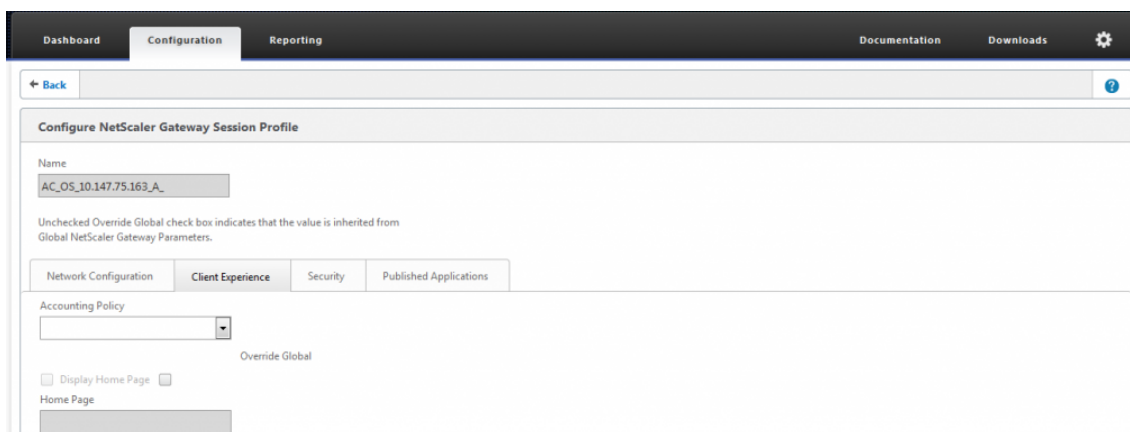 Dashboard Configuration Reporting Documentation Downloads
Back
Configure NetScaler Gateway Session Profile
Name
AC_OS_10.147.75.163_A_
Unchecked Override Global check box indicates that the value is inherited from
Global NetScaler Gateway Parameters.
Network Configuration Client Experience Security Published Applications
Accounting Policy
Override Global
Display Home Page
Home Page